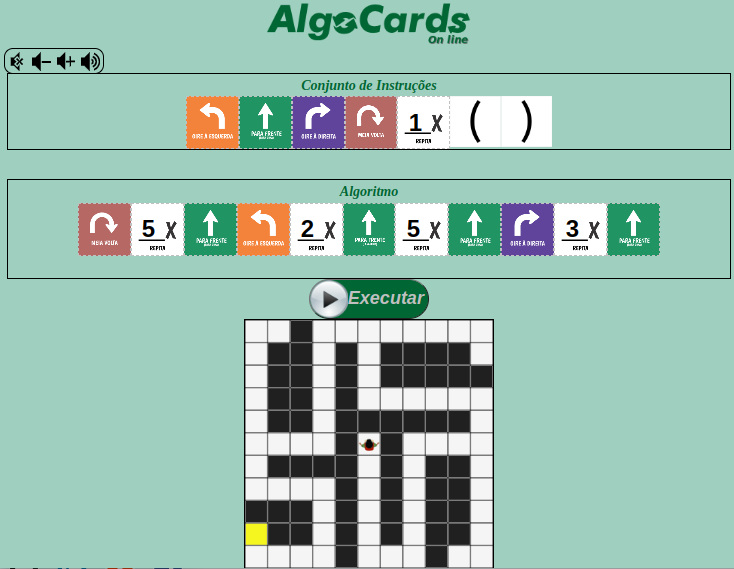 AlgoCards
On line
Conjunto de Instruções
GIRE À ESQUERDA PARA FRENTE GIRE À DIREITA MEIA VOLTA 1 X REPITA ( )
Algoritmo
MEIA VOLTA 5 X REPITA PARA FRENTE GIRE À ESQUERDA 2 X REPITA PARA FRENTE 5 X REPITA PARA FRENTE GIRE À DIREITA 3 X REPITA PARA FRENTE
Executar